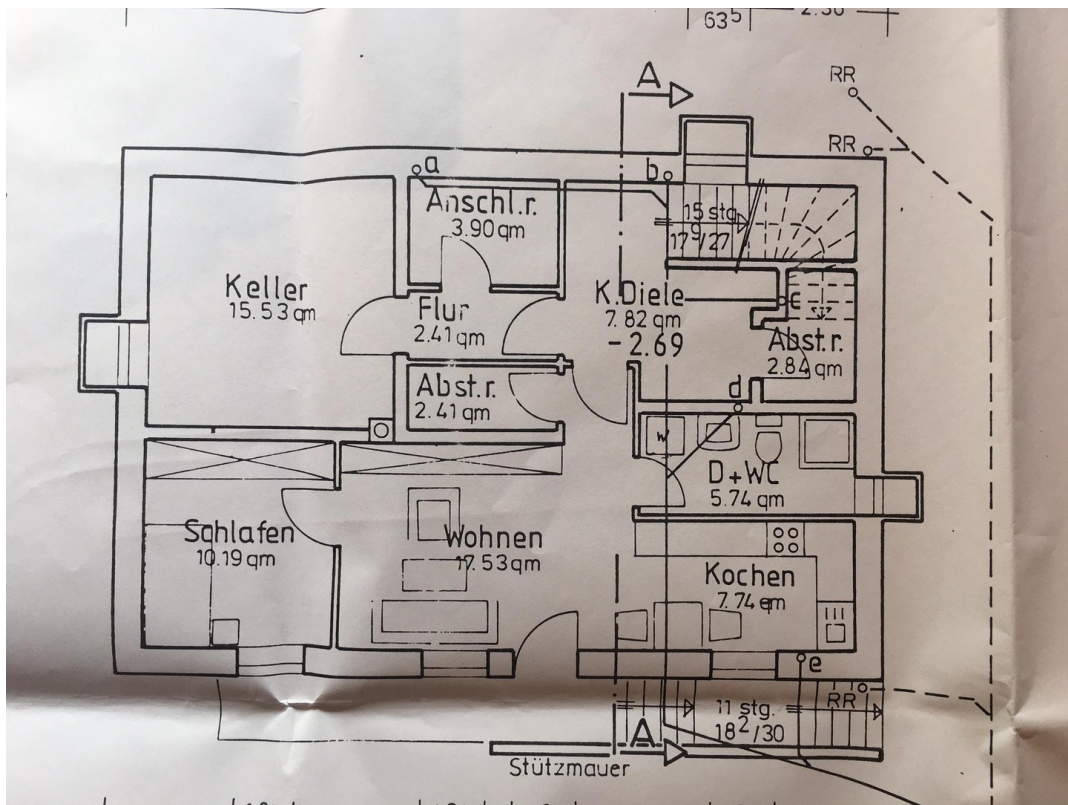 63⁵
2.30
RR
A
RR
a
b
Anschl.r.
3.90 qm
15 stg.
17⁹/27
Keller
15.53 qm
Flur
2.41 qm
K.Diele
7.82 qm
-2.69
c
Abst.r.
2.84 qm
Abst.r.
2.41 qm
d
W
D+WC
5.74 qm
Schlafen
10.19 qm
Wohnen
17.53 qm
Kochen
7.74 qm
e
RR
11 stg.
18²/30
A
Stützmauer